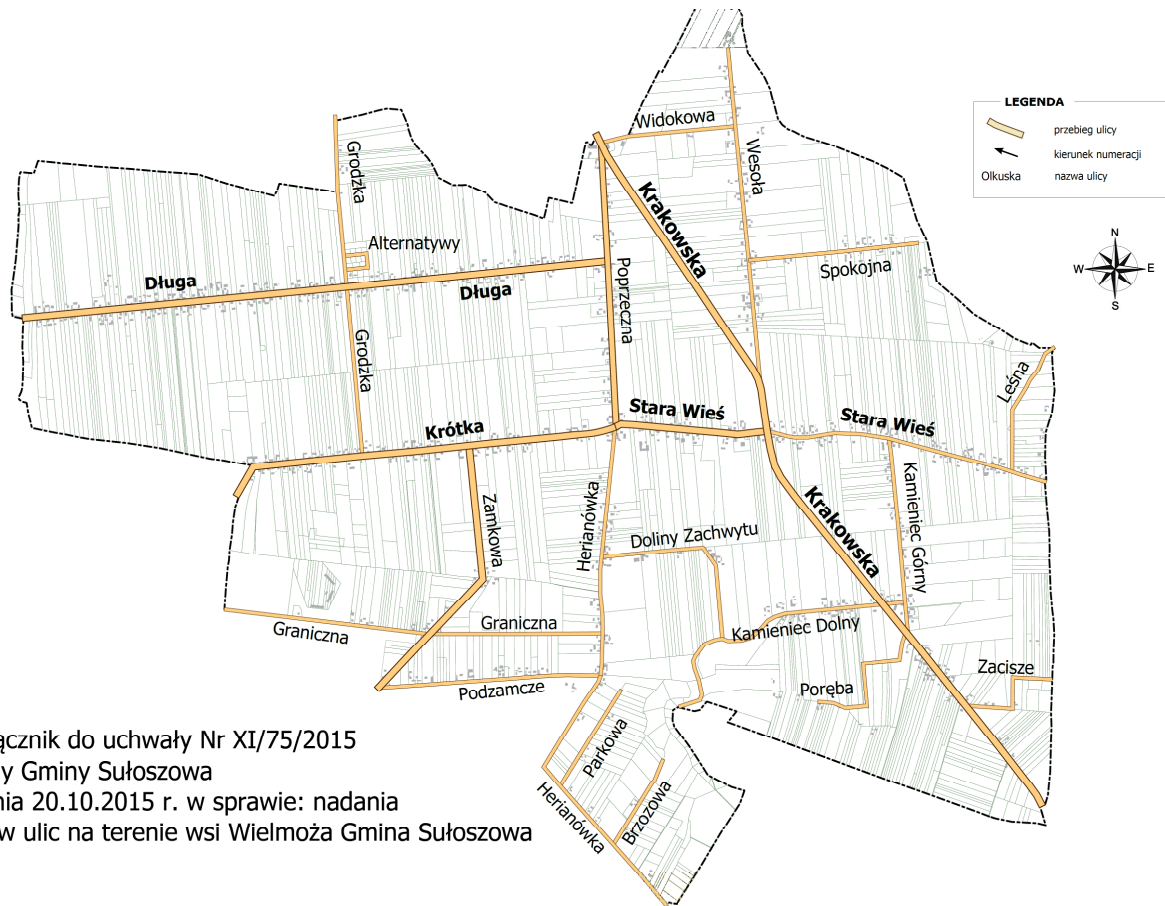 LEGENDA
przebieg ulicy
kierunek numeracji
Olkuska nazwa ulicy
N
W E
S
Widokowa
Grodzka
Wesoła
Krakowska
Alternatywy
Długa
Długa
Poprzeczna
Spokojna
Grodzka
Leśna
Stara Wieś
Stara Wieś
Krótka
Zamkowa
Herianówka
Kamieniec Górny
Krakowska
Doliny Zachwytu
Graniczna
Graniczna
Kamieniec Dolny
Podzamcze
Poręba
Zacisze
Parkowa
Herianówka
Brzozowa
ącznik do uchwały Nr XI/75/2015
y Gminy Sułoszowa
nia 20.10.2015 r. w sprawie: nadania
w ulic na terenie wsi Wielmoża Gmina Sułoszowa